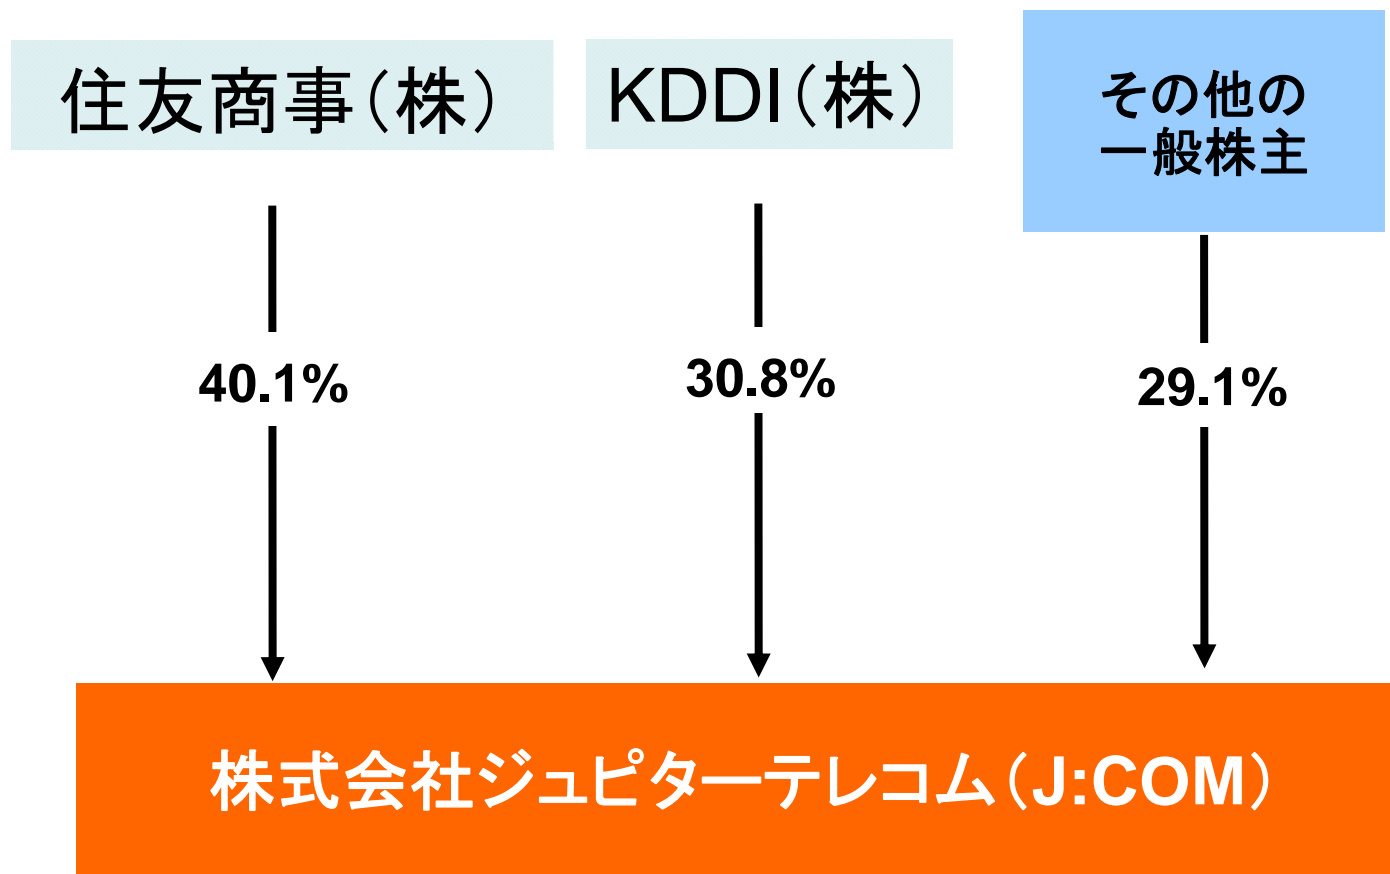 住友商事（株）
KDDI（株）
その他の
一般株主
40.1%
30.8%
29.1%
株式会社ジュピターテレコム（J:COM）